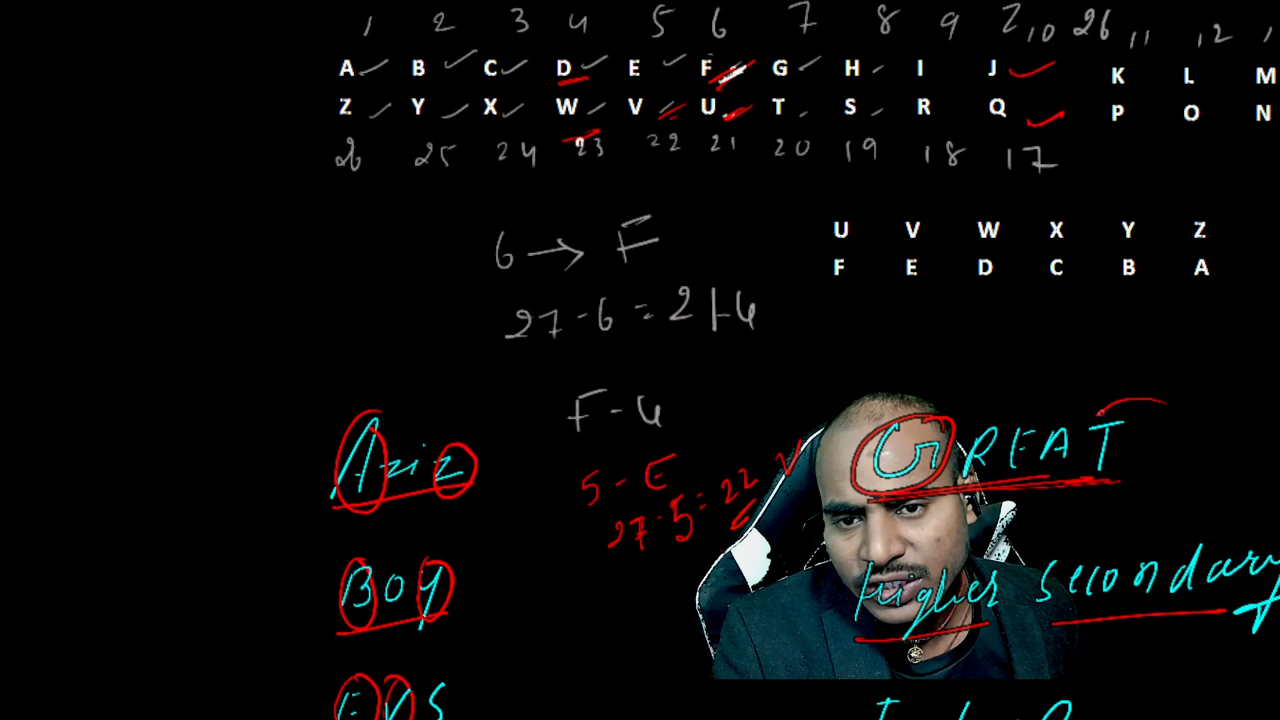 1 2 3 4 5 6 7 8 9 10 26 11 12
A B C D E F G H I J K L M
Z Y X W V U T S R Q P O N
26 25 24 23 22 21 20 19 18 17
U V W X Y Z
F E D C B A
6 → F
27-6=21-U
F-U
Aziz
5-E
27-5=22 V
GREAT
Boy
Higher Secondary